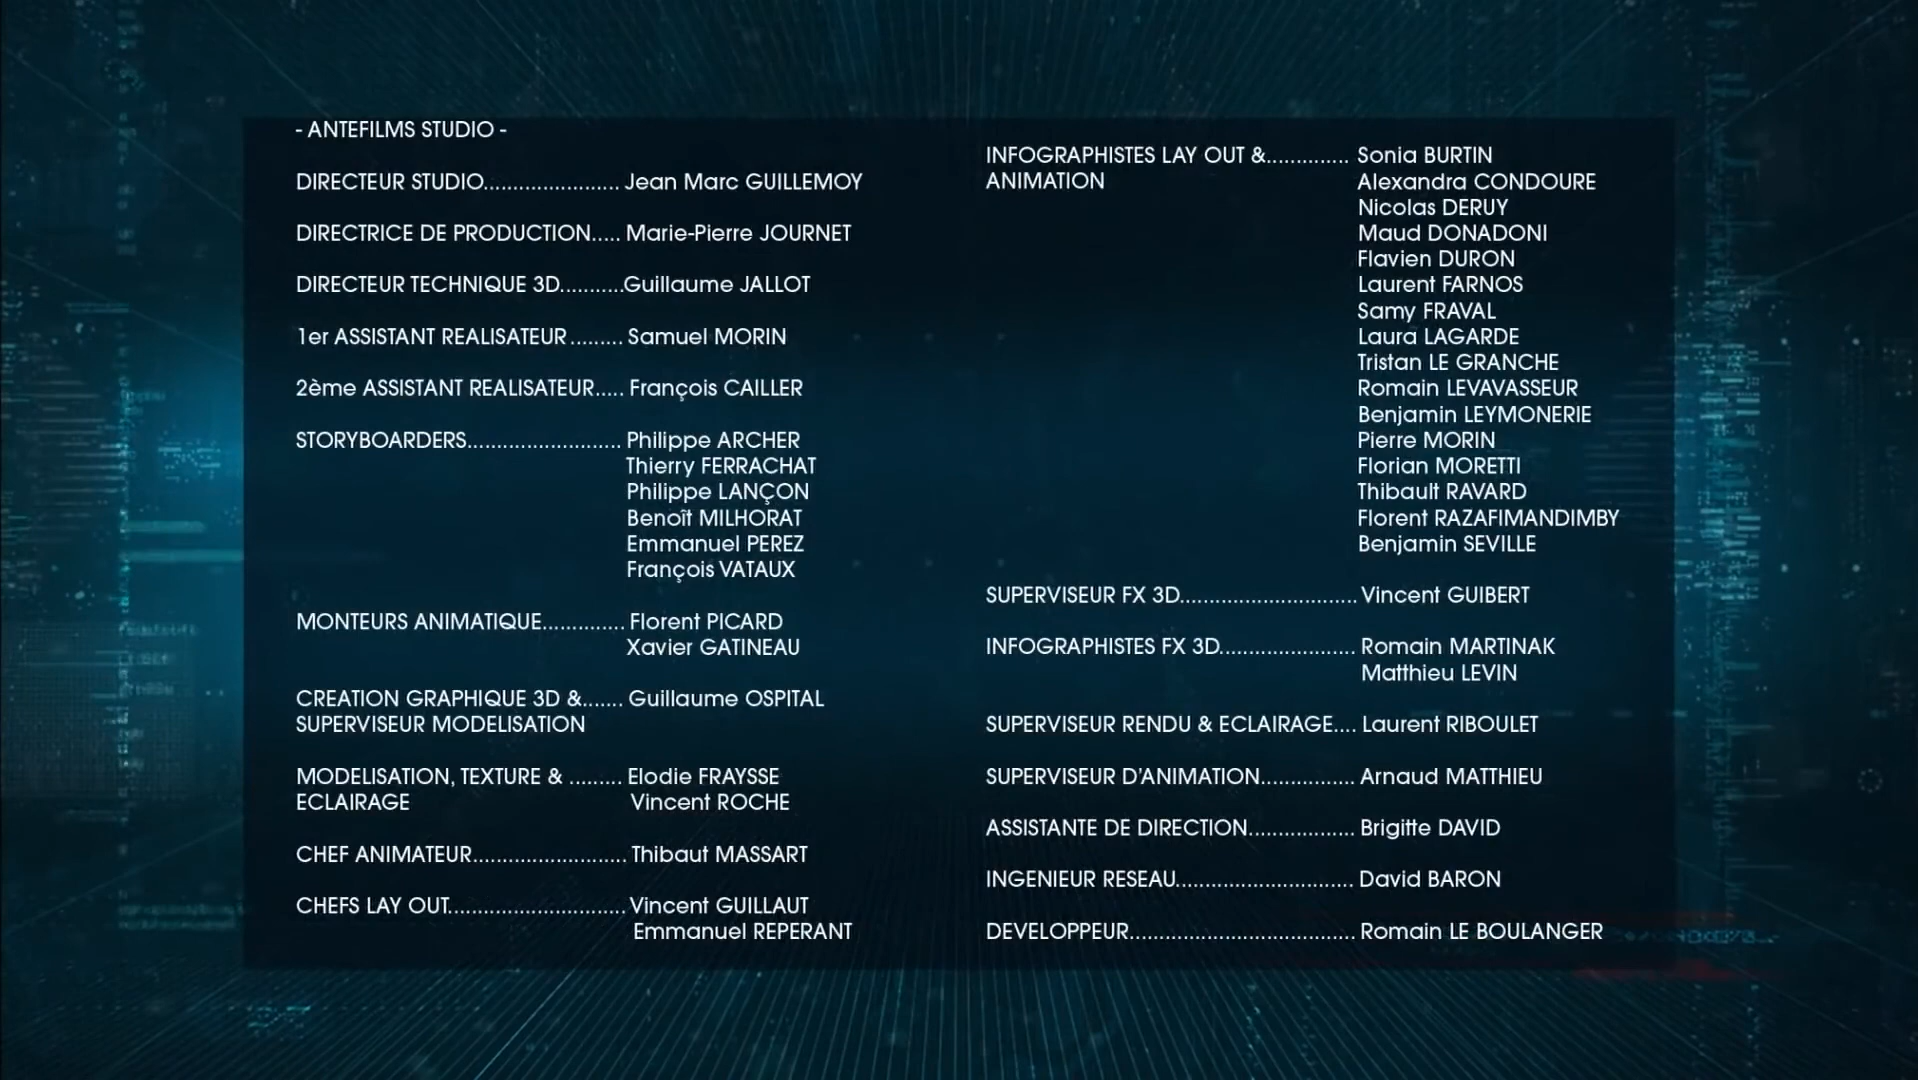 - ANTEFILMS STUDIO -
DIRECTEUR STUDIO....................... Jean Marc GUILLEMOY
DIRECTRICE DE PRODUCTION..... Marie-Pierre JOURNET
DIRECTEUR TECHNIQUE 3D...........Guillaume JALLOT
1er ASSISTANT REALISATEUR......... Samuel MORIN
2ème ASSISTANT REALISATEUR..... François CAILLER
STORYBOARDERS.......................... Philippe ARCHER
Thierry FERRACHAT
Philippe LANÇON
Benoît MILHORAT
Emmanuel PEREZ
François VATAUX
MONTEURS ANIMATIQUE.............. Florent PICARD
Xavier GATINEAU
CREATION GRAPHIQUE 3D &....... Guillaume OSPITAL
SUPERVISEUR MODELISATION
MODELISATION, TEXTURE & ......... Elodie FRAYSSE
ECLAIRAGE Vincent ROCHE
CHEF ANIMATEUR.......................... Thibaut MASSART
CHEFS LAY OUT.............................. Vincent GUILLAUT
Emmanuel REPERANT
INFOGRAPHISTES LAY OUT &.............. Sonia BURTIN
ANIMATION Alexandra CONDOURE
Nicolas DERUY
Maud DONADONI
Flavien DURON
Laurent FARNOS
Samy FRAVAL
Laura LAGARDE
Tristan LE GRANCHE
Romain LEVAVASSEUR
Benjamin LEYMONERIE
Pierre MORIN
Florian MORETTI
Thibault RAVARD
Florent RAZAFIMANDIMBY
Benjamin SEVILLE
SUPERVISEUR FX 3D.............................. Vincent GUIBERT
INFOGRAPHISTES FX 3D....................... Romain MARTINAK
Matthieu LEVIN
SUPERVISEUR RENDU & ECLAIRAGE.... Laurent RIBOULET
SUPERVISEUR D'ANIMATION................ Arnaud MATTHIEU
ASSISTANTE DE DIRECTION.................. Brigitte DAVID
INGENIEUR RESEAU.............................. David BARON
DEVELOPPEUR...................................... Romain LE BOULANGER